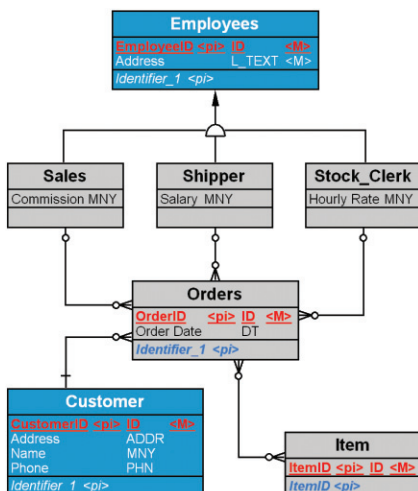 Employees
EmployeeID <pi> ID <M>
Address L_TEXT <M>
Identifier_1 <pi>
Sales
Commission MNY
Shipper
Salary MNY
Stock_Clerk
Hourly Rate MNY
Orders
OrderID <pi> ID <M>
Order Date DT
Identifier_1 <pi>
Customer
CustomerID <pi> ID <M>
Address ADDR
Name MNY
Phone PHN
Identifier_1 <pi>
Item
ItemID <pi> ID <M>
ItemID <pi>